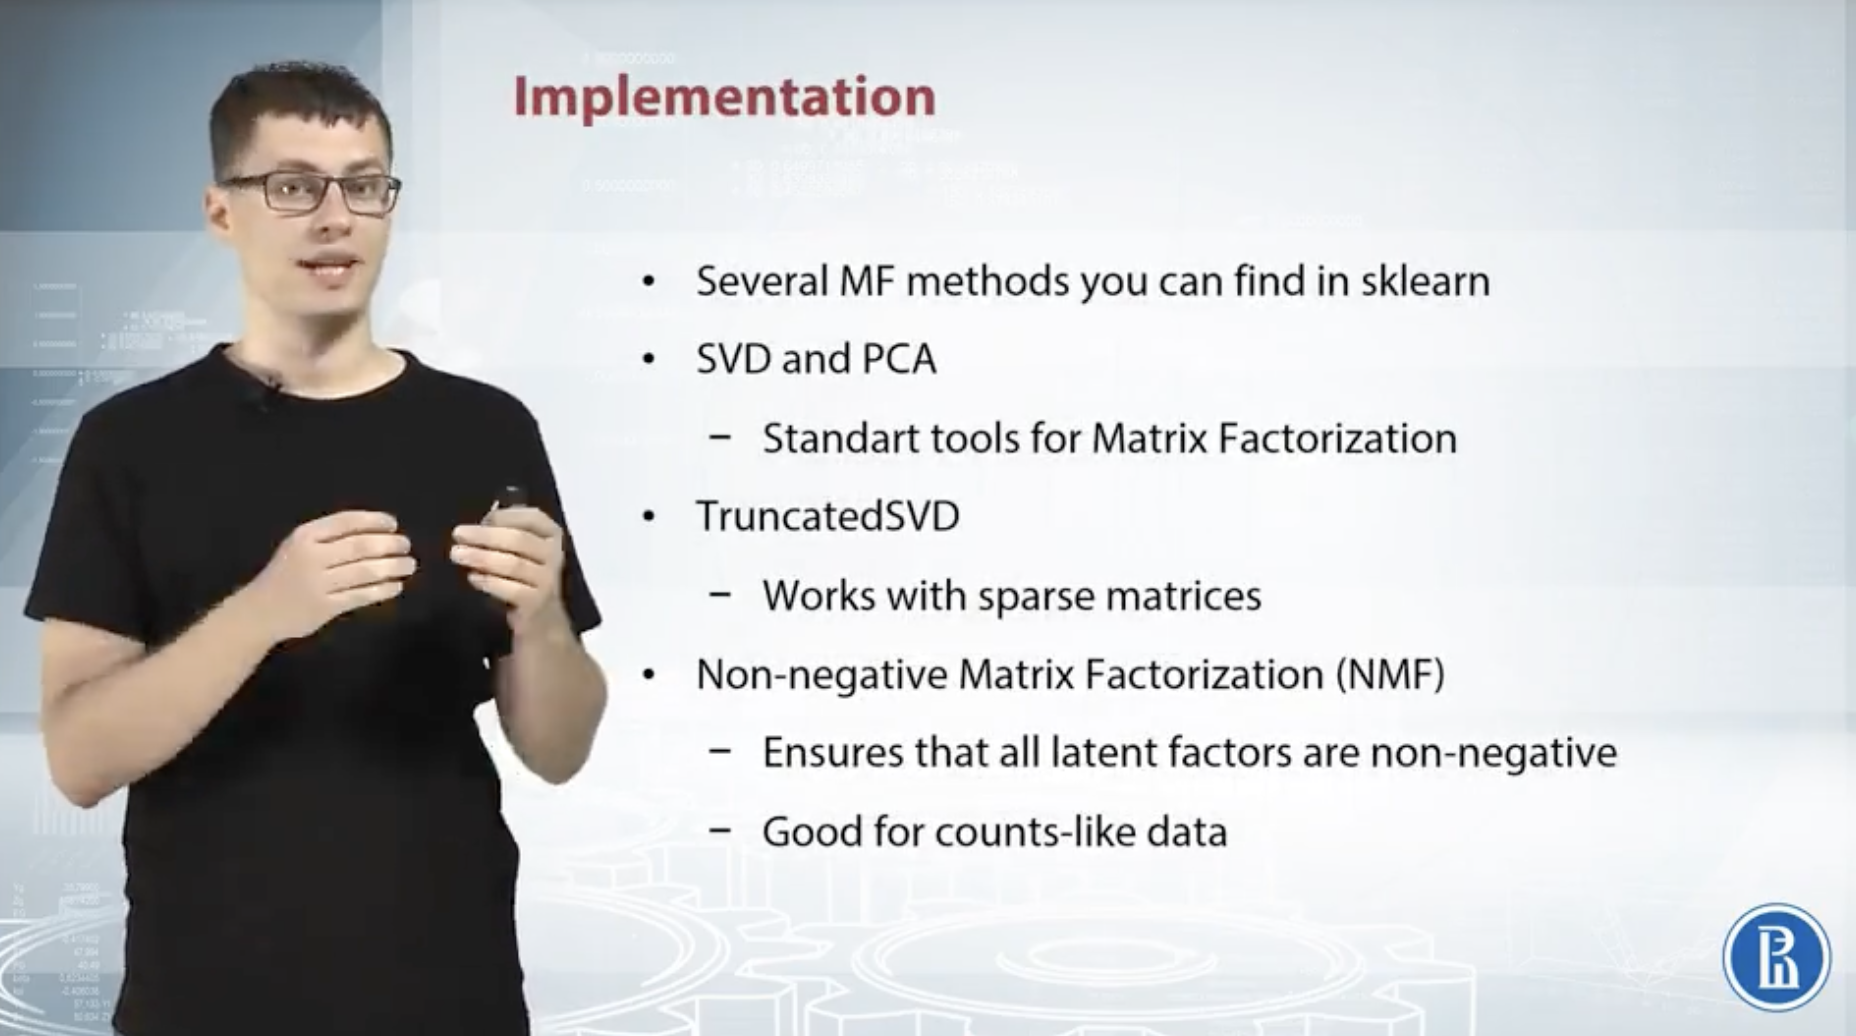 Implementation
• Several MF methods you can find in sklearn
• SVD and PCA
– Standart tools for Matrix Factorization
• TruncatedSVD
– Works with sparse matrices
• Non-negative Matrix Factorization (NMF)
– Ensures that all latent factors are non-negative
– Good for counts-like data